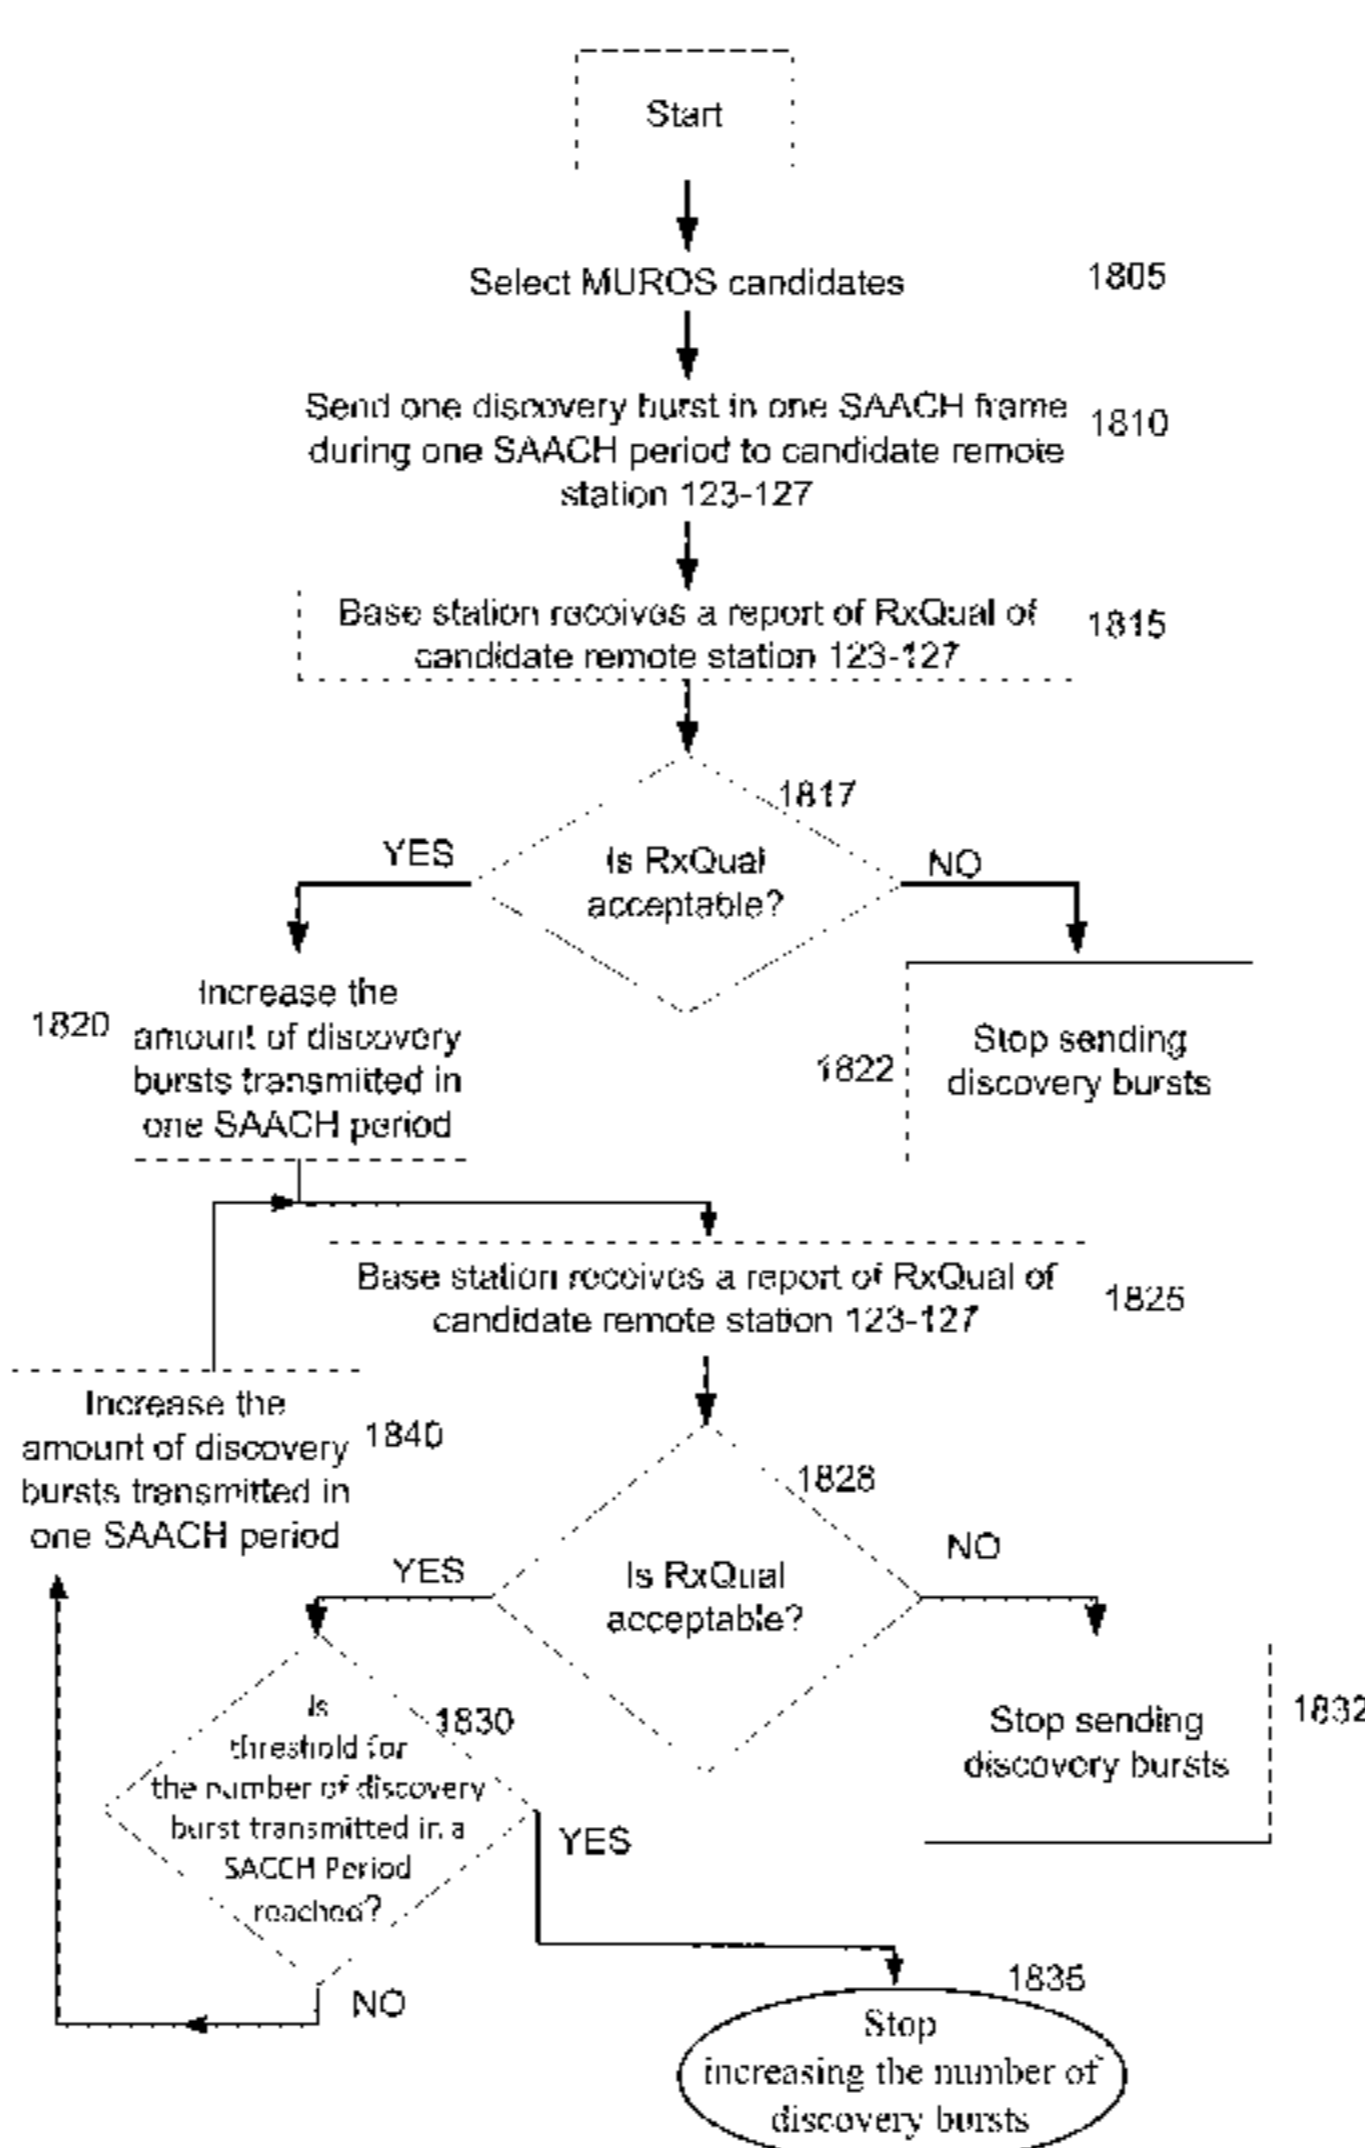 Start
Select MUROS candidates
1805
Send one discovery burst in one SAACH frame
during one SAACH period to candidate remote
station 123-127
1810
Base station receives a report of RxQual of
candidate remote station 123-127
1815
1817
Is RxQual
acceptable?
YES
NO
Increase the
amount of discovery
bursts transmitted in
one SAACH period
1820
Stop sending
discovery bursts
1822
Base station receives a report of RxQual of
candidate remote station 123-127
1825
Increase the
amount of discovery
bursts transmitted in
one SAACH period
1840
1828
Is RxQual
acceptable?
YES
NO
Is
threshold for
the number of discovery
burst transmitted in a
SACCH Period
reached?
1830
Stop sending
discovery bursts
1832
YES
NO
1835
Stop
increasing the number of
discovery bursts